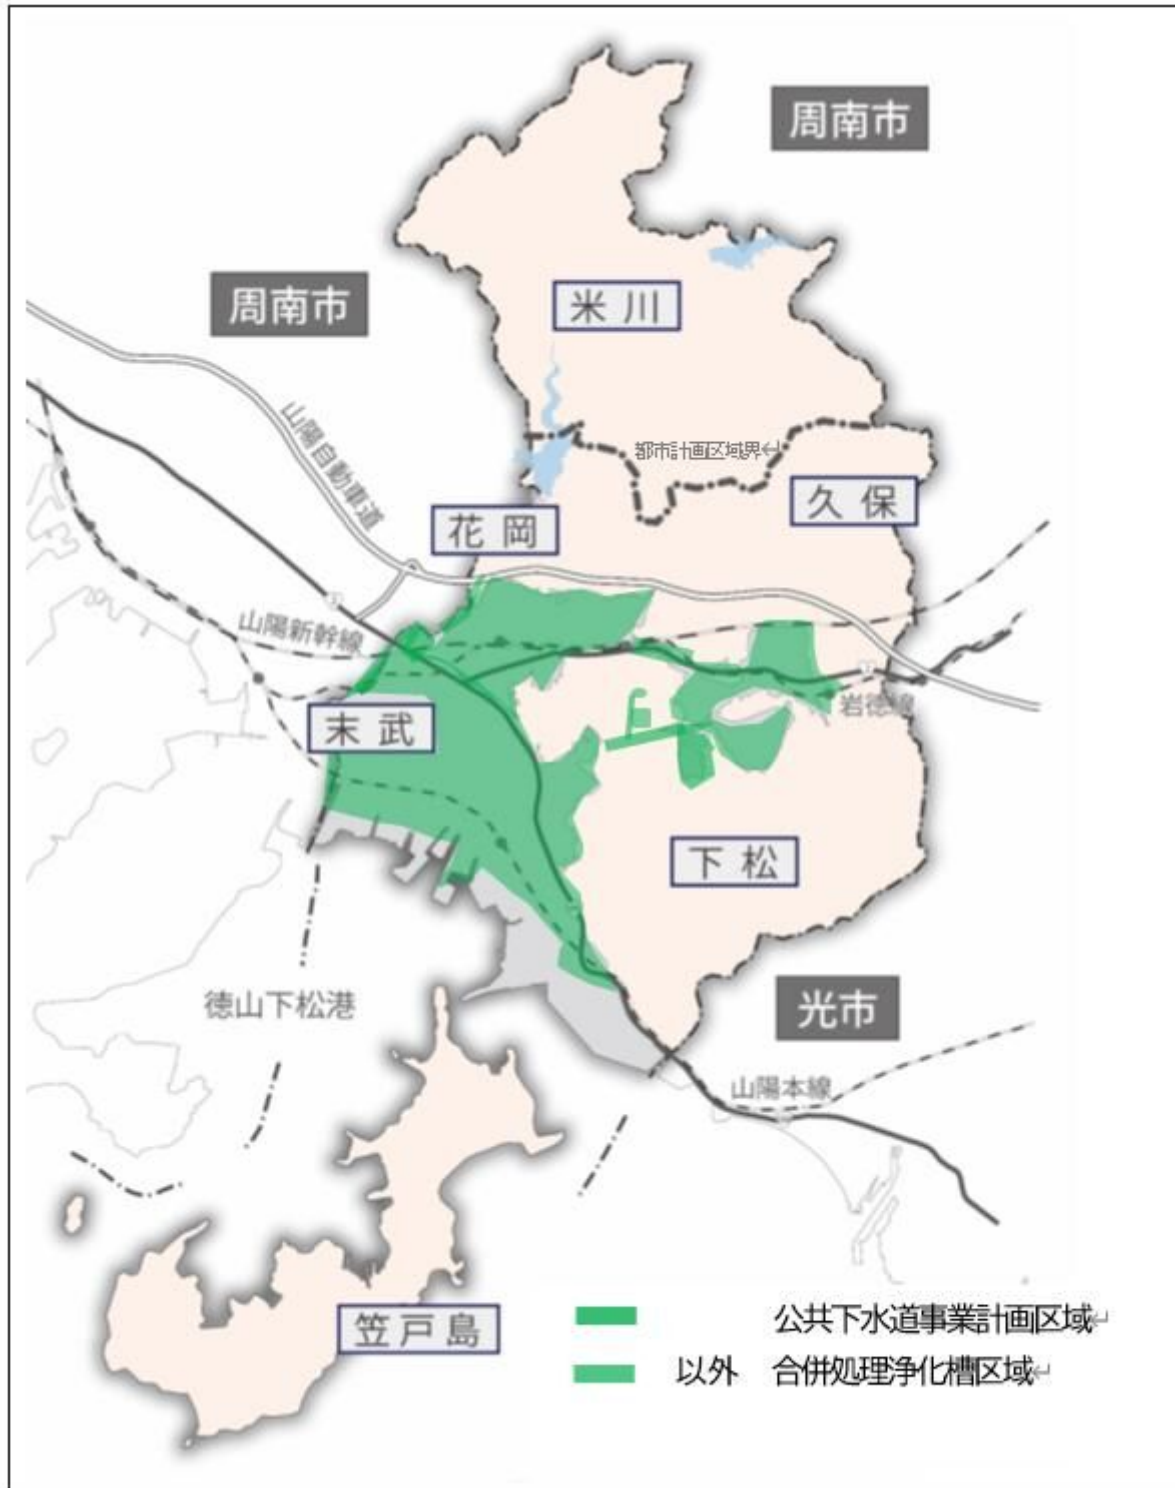 周南市
周南市
米川
都市計画区域界↵
久保
山陽自動車道
花岡
山陽新幹線
岩徳線
末武
下松
徳山下松港
光市
山陽本線
笠戸島
公共下水道事業計画区域↵
以外 合併処理浄化槽区域↵